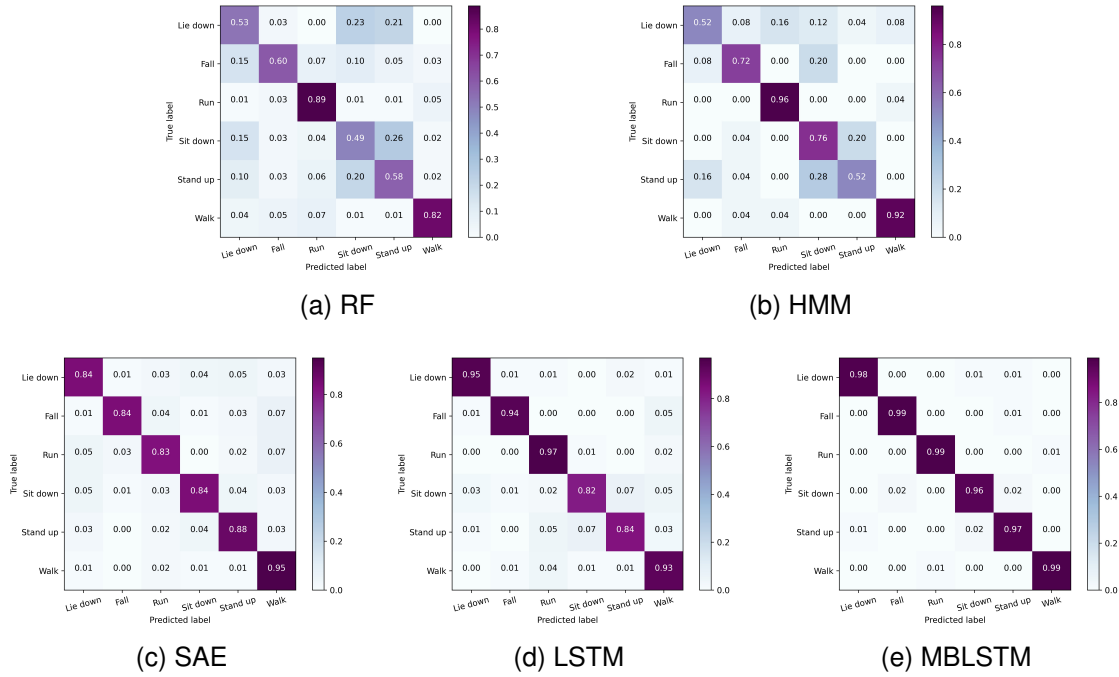 Lie down 0.53 0.03 0.00 0.23 0.21 0.00
Fall 0.15 0.60 0.07 0.10 0.05 0.03
Run 0.01 0.03 0.89 0.01 0.01 0.05
Sit down 0.15 0.03 0.04 0.49 0.26 0.02
Stand up 0.10 0.03 0.06 0.20 0.58 0.02
Walk 0.04 0.05 0.07 0.01 0.01 0.82
True label
Lie down Fall Run Sit down Stand up Walk
Predicted label
0.8
0.7
0.6
0.5
0.4
0.3
0.2
0.1
0.0
(a) RF
Lie down 0.52 0.08 0.16 0.12 0.04 0.08
Fall 0.08 0.72 0.00 0.20 0.00 0.00
Run 0.00 0.00 0.96 0.00 0.00 0.04
Sit down 0.00 0.04 0.00 0.76 0.20 0.00
Stand up 0.16 0.04 0.00 0.28 0.52 0.00
Walk 0.00 0.04 0.04 0.00 0.00 0.92
True label
Lie down Fall Run Sit down Stand up Walk
Predicted label
0.8
0.6
0.4
0.2
0.0
(b) HMM
Lie down 0.84 0.01 0.03 0.04 0.05 0.03
Fall 0.01 0.84 0.04 0.01 0.03 0.07
Run 0.05 0.03 0.83 0.00 0.02 0.07
Sit down 0.05 0.01 0.03 0.84 0.04 0.03
Stand up 0.03 0.00 0.02 0.04 0.88 0.03
Walk 0.01 0.00 0.02 0.01 0.01 0.95
True label
Lie down Fall Run Sit down Stand up Walk
Predicted label
0.8
0.6
0.4
0.2
0.0
(c) SAE
Lie down 0.95 0.01 0.01 0.00 0.02 0.01
Fall 0.01 0.94 0.00 0.00 0.00 0.05
Run 0.00 0.00 0.97 0.01 0.00 0.02
Sit down 0.03 0.01 0.02 0.82 0.07 0.05
Stand up 0.01 0.00 0.05 0.07 0.84 0.03
Walk 0.01 0.01 0.04 0.01 0.00 0.93
True label
Lie down Fall Run Sit down Stand up Walk
Predicted label
0.8
0.6
0.4
0.2
0.0
(d) LSTM
Lie down 0.98 0.00 0.00 0.01 0.01 0.00
Fall 0.00 0.99 0.00 0.00 0.01 0.00
Run 0.00 0.00 0.99 0.01 0.00 0.00
Sit down 0.00 0.02 0.00 0.96 0.02 0.00
Stand up 0.01 0.00 0.00 0.02 0.97 0.00
Walk 0.00 0.00 0.01 0.00 0.00 0.99
True label
Lie down Fall Run Sit down Stand up Walk
Predicted label
0.8
0.6
0.4
0.2
0.0
(e) MBLSTM